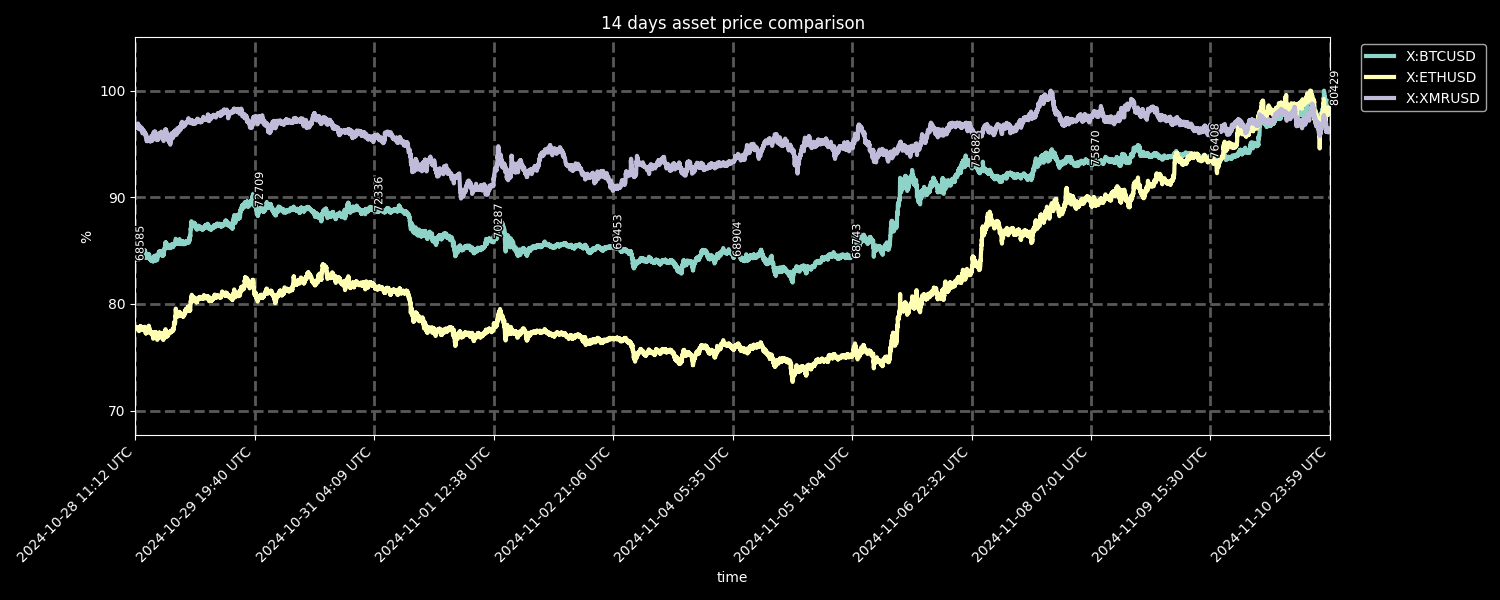 14 days asset price comparison
X:BTCUSD
X:ETHUSD
X:XMRUSD
%
100
90
80
70
68585
72709
72336
70287
69453
68904
68743
75682
75870
76408
80429
2024-10-28 11:12 UTC
2024-10-29 19:40 UTC
2024-10-31 04:09 UTC
2024-11-01 12:38 UTC
2024-11-02 21:06 UTC
2024-11-04 05:35 UTC
2024-11-05 14:04 UTC
2024-11-06 22:32 UTC
2024-11-08 07:01 UTC
2024-11-09 15:30 UTC
2024-11-10 23:59 UTC
time